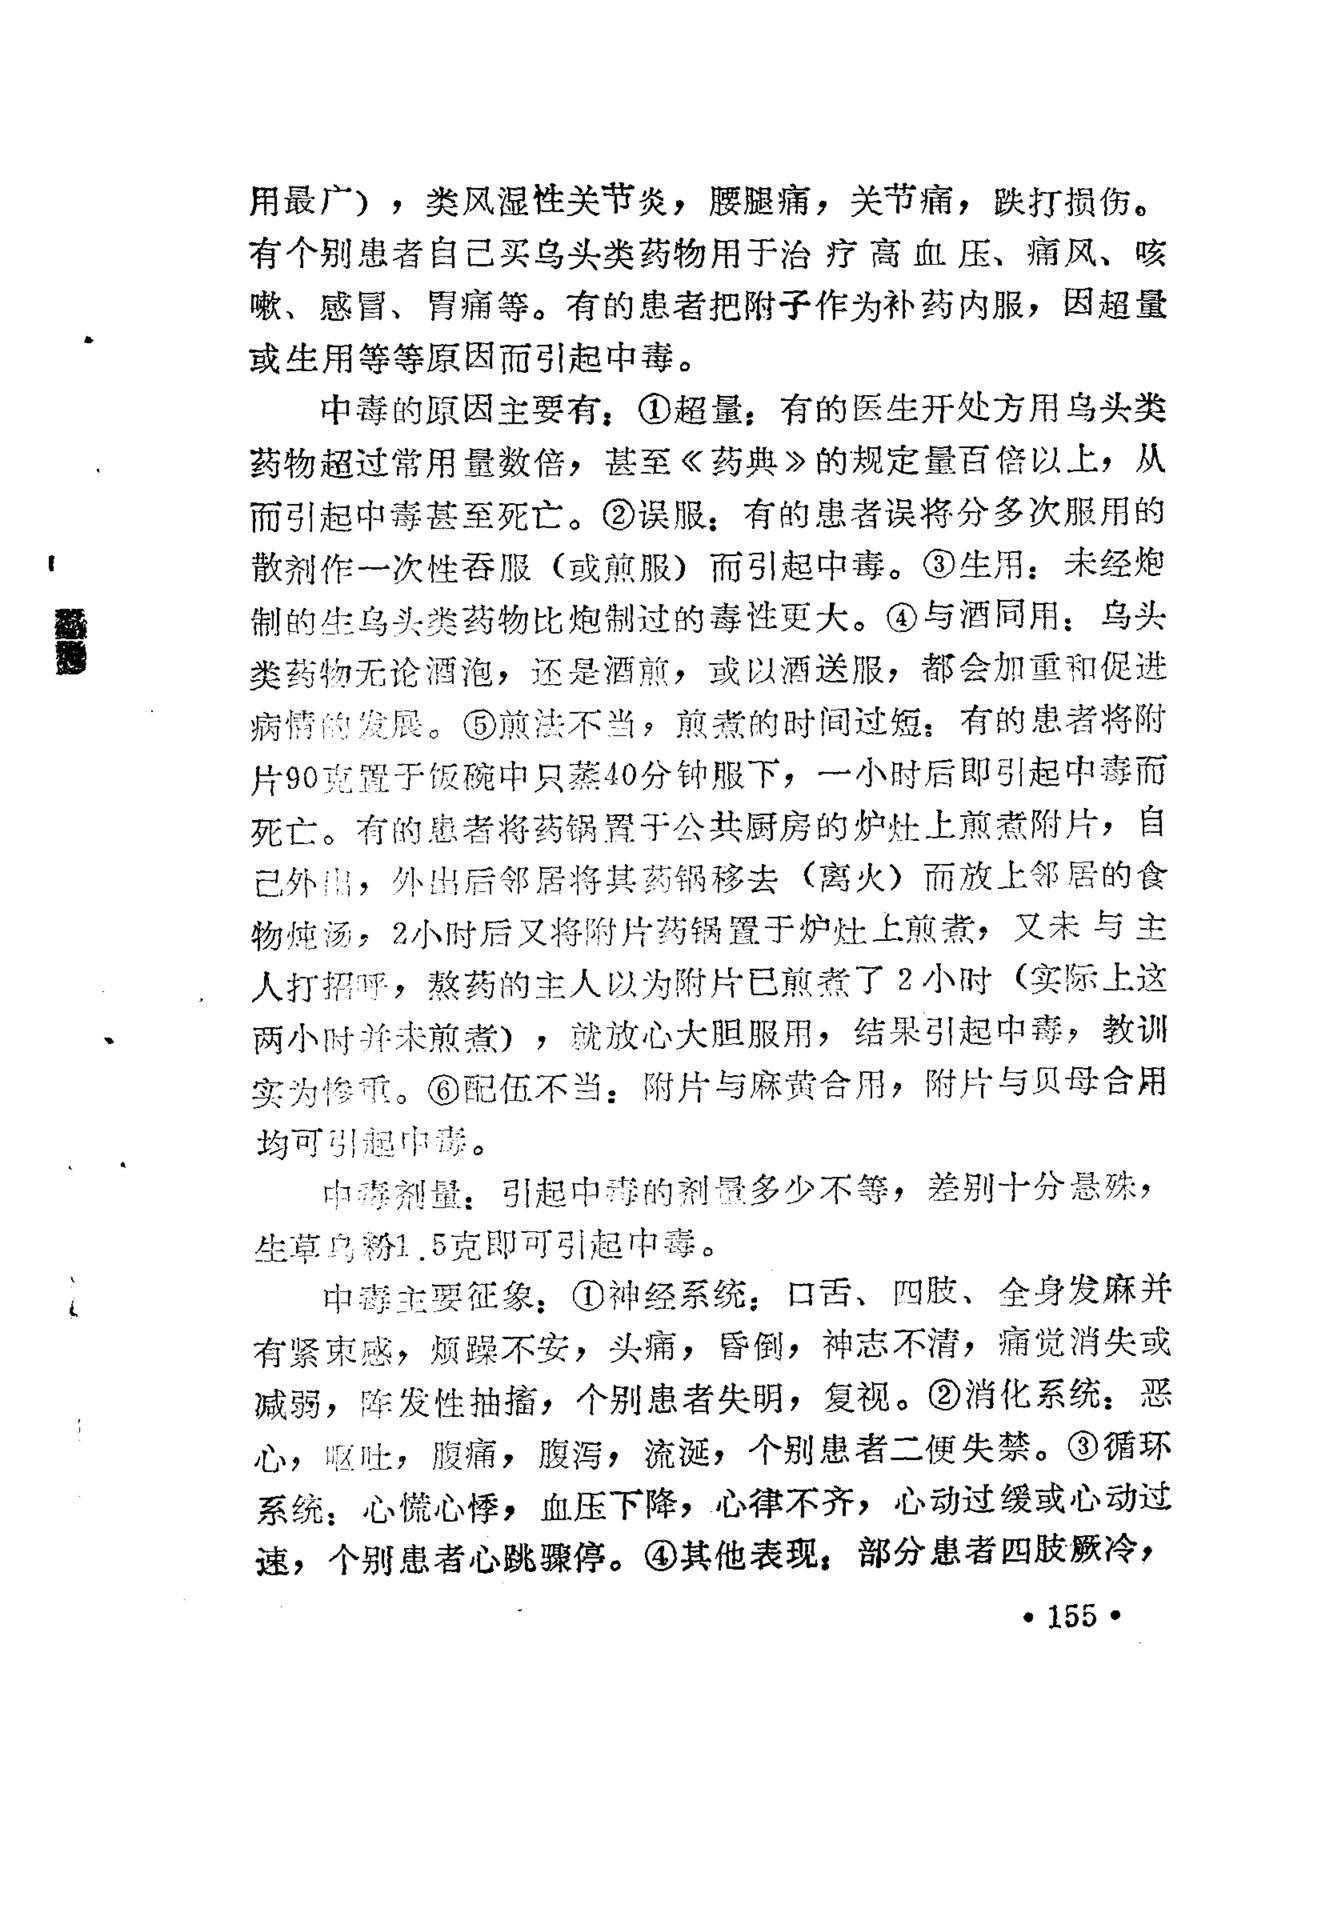 用最广），类风湿性关节炎，腰腿痛，关节痛，跌打损伤。
有个别患者自己买乌头类药物用于治疗高血压、痛风、咳
嗽、感冒、胃痛等。有的患者把附子作为补药内服，因超量
或生用等等原因而引起中毒。
中毒的原因主要有：①超量：有的医生开处方用乌头类
药物超过常用量数倍，甚至《药典》的规定量百倍以上，从
而引起中毒甚至死亡。②误服：有的患者误将分多次服用的
散剂作一次性吞服（或煎服）而引起中毒。③生用：未经炮
制的生乌头类药物比炮制过的毒性更大。④与酒同用：乌头
类药物无论酒泡，还是酒煎，或以酒送服，都会加重和促进
病情的发展。⑤煎法不当，煎煮的时间过短：有的患者将附
片90克置于饭碗中只蒸40分钟服下，一小时后即引起中毒而
死亡。有的患者将药锅置于公共厨房的炉灶上煎煮附片，自
己外出，外出后邻居将其药锅移去（离火）而放上邻居的食
物炖汤，2小时后又将附片药锅置于炉灶上煎煮，又未与主
人打招呼，熬药的主人以为附片已煎煮了2小时（实际上这
两小时并未煎煮），就放心大胆服用，结果引起中毒，教训
实为惨重。⑥配伍不当：附片与麻黄合用，附片与贝母合用
均可引起中毒。
中毒剂量：引起中毒的剂量多少不等，差别十分悬殊，
生草乌粉1.5克即可引起中毒。
中毒主要征象：①神经系统：口舌、四肢、全身发麻并
有紧束感，烦躁不安，头痛，昏倒，神志不清，痛觉消失或
减弱，阵发性抽搐，个别患者失明，复视。②消化系统：恶
心，呕吐，腹痛，腹泻，流涎，个别患者二便失禁。③循环
系统：心慌心悸，血压下降，心律不齐，心动过缓或心动过
速，个别患者心跳骤停。④其他表现：部分患者四肢厥冷，
•155•